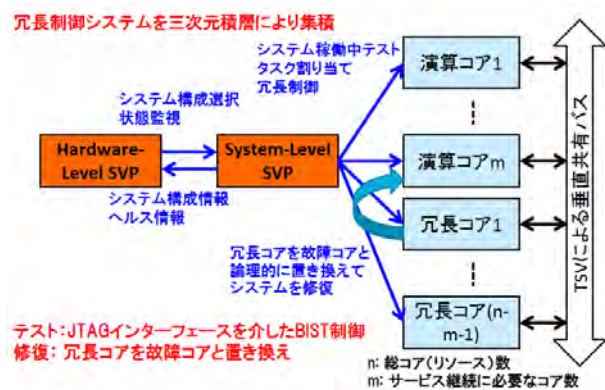 冗長制御システムを三次元積層により集積
システム稼働中テスト
タスク割り当て
冗長制御
演算コア1
システム構成選択
状態監視
Hardware-
Level SVP
System-Level
SVP
演算コアm
システム構成情報
ヘルス情報
冗長コア1
冗長コアを故障コアと
論理的に置き換えて
システムを修復
冗長コア(n-
m-1)
TSVによる垂直共有バス
テスト:JTAGインターフェースを介したBIST制御
修復: 冗長コアを故障コアと置き換え
n: 総コア(リソース)数
m: サービス継続に必要なコア数